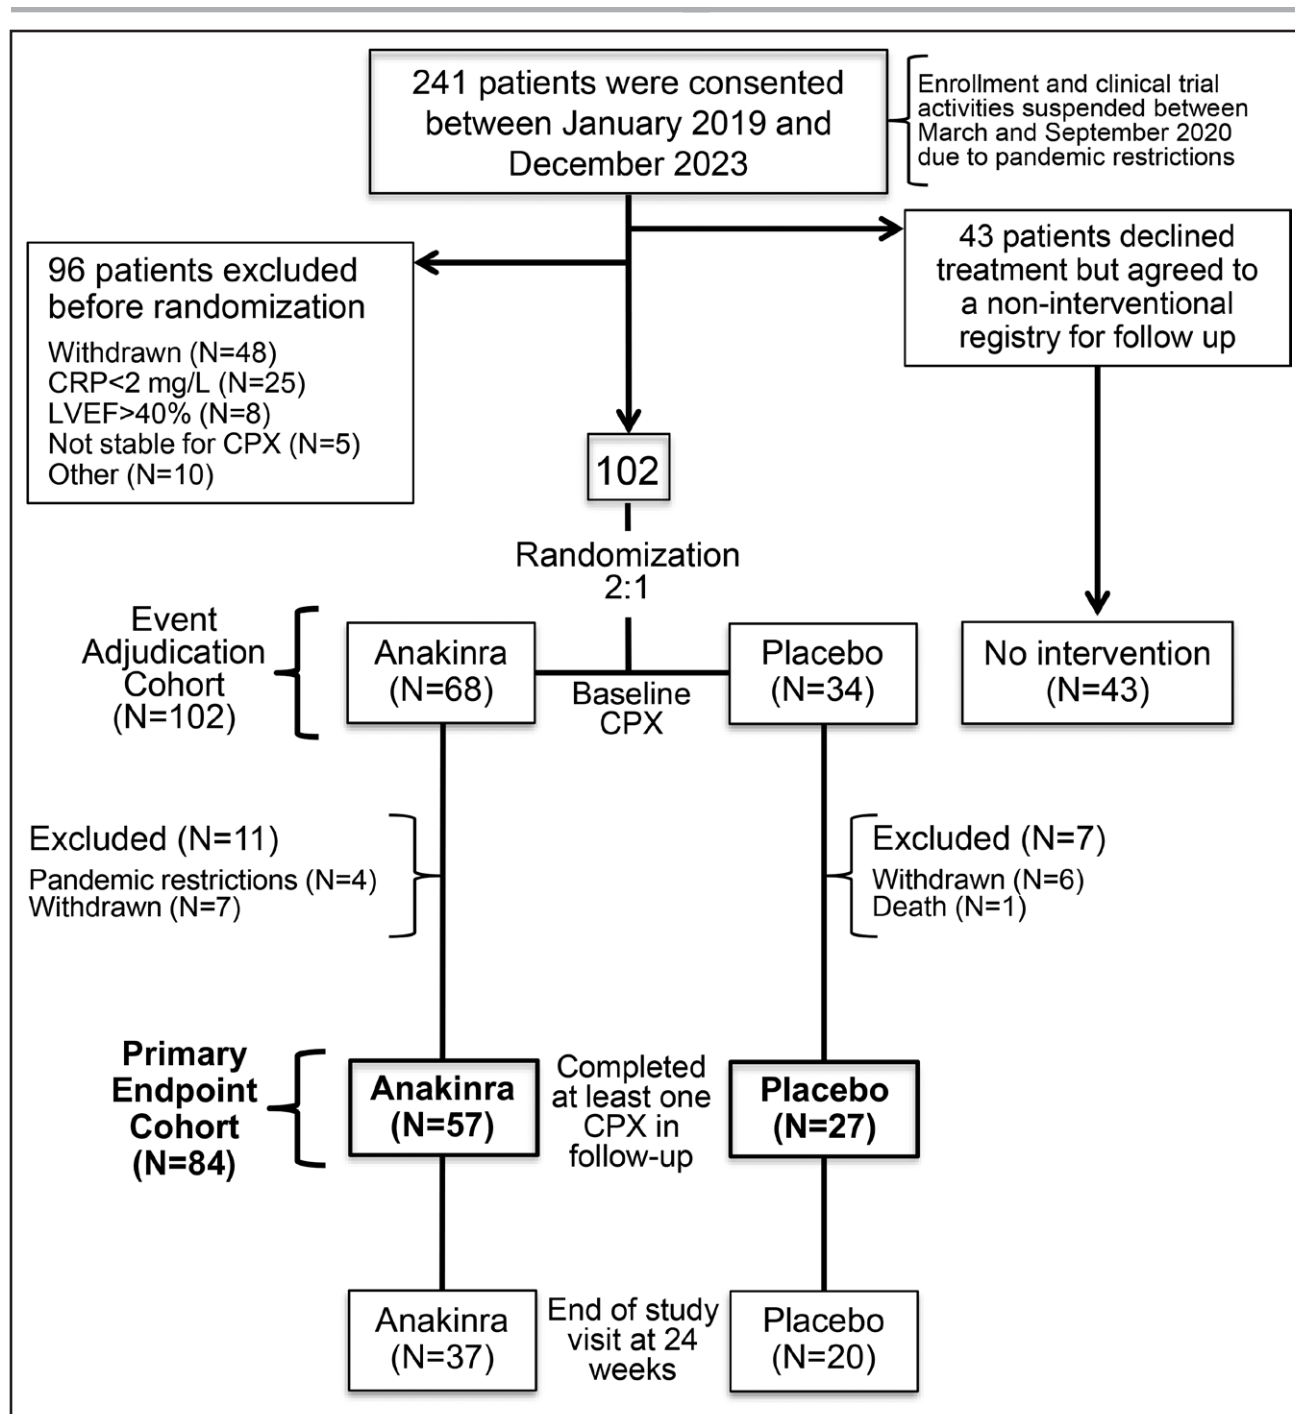 241 patients were consented
between January 2019 and
December 2023
Enrollment and clinical trial
activities suspended between
March and September 2020
due to pandemic restrictions
96 patients excluded
before randomization
Withdrawn (N=48)
CRP<2 mg/L (N=25)
LVEF>40% (N=8)
Not stable for CPX (N=5)
Other (N=10)
43 patients declined
treatment but agreed to
a non-interventional
registry for follow up
102
Randomization
2:1
Event
Adjudication
Cohort
(N=102)
Anakinra
(N=68)
Baseline
CPX
Placebo
(N=34)
No intervention
(N=43)
Excluded (N=11)
Pandemic restrictions (N=4)
Withdrawn (N=7)
Excluded (N=7)
Withdrawn (N=6)
Death (N=1)
Primary
Endpoint
Cohort
(N=84)
Anakinra
(N=57)
Completed
at least one
CPX in
follow-up
Placebo
(N=27)
Anakinra
(N=37)
End of study
visit at 24
weeks
Placebo
(N=20)